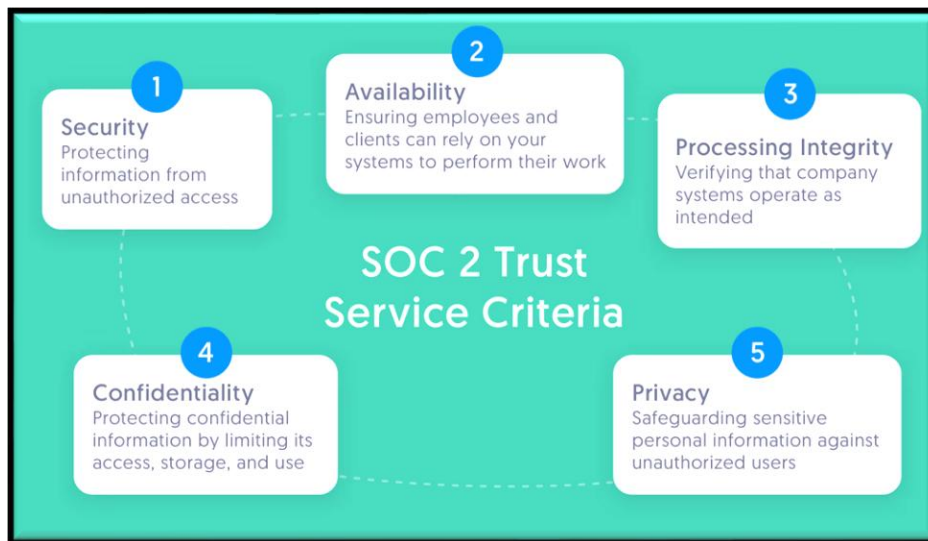 1
Security
Protecting
information from
unauthorized access
2
Availability
Ensuring employees and
clients can rely on your
systems to perform their work
3
Processing Integrity
Verifying that company
systems operate as
intended
SOC 2 Trust
Service Criteria
4
Confidentiality
Protecting confidential
information by limiting its
access, storage, and use
5
Privacy
Safeguarding sensitive
personal information against
unauthorized users